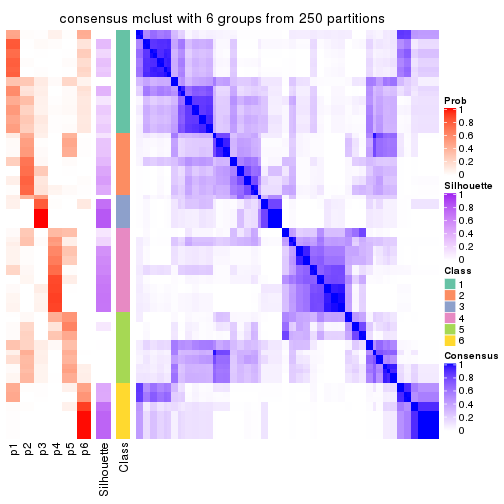 consensus mclust with 6 groups from 250 partitions
Prob
1
0.8
0.6
0.4
0.2
0
Silhouette
1
0.8
0.6
0.4
0.2
0
Class
1
2
3
4
5
6
Consensus
1
0.8
0.6
0.4
0.2
0
p1
p2
p3
p4
p5
p6
Silhouette
Class